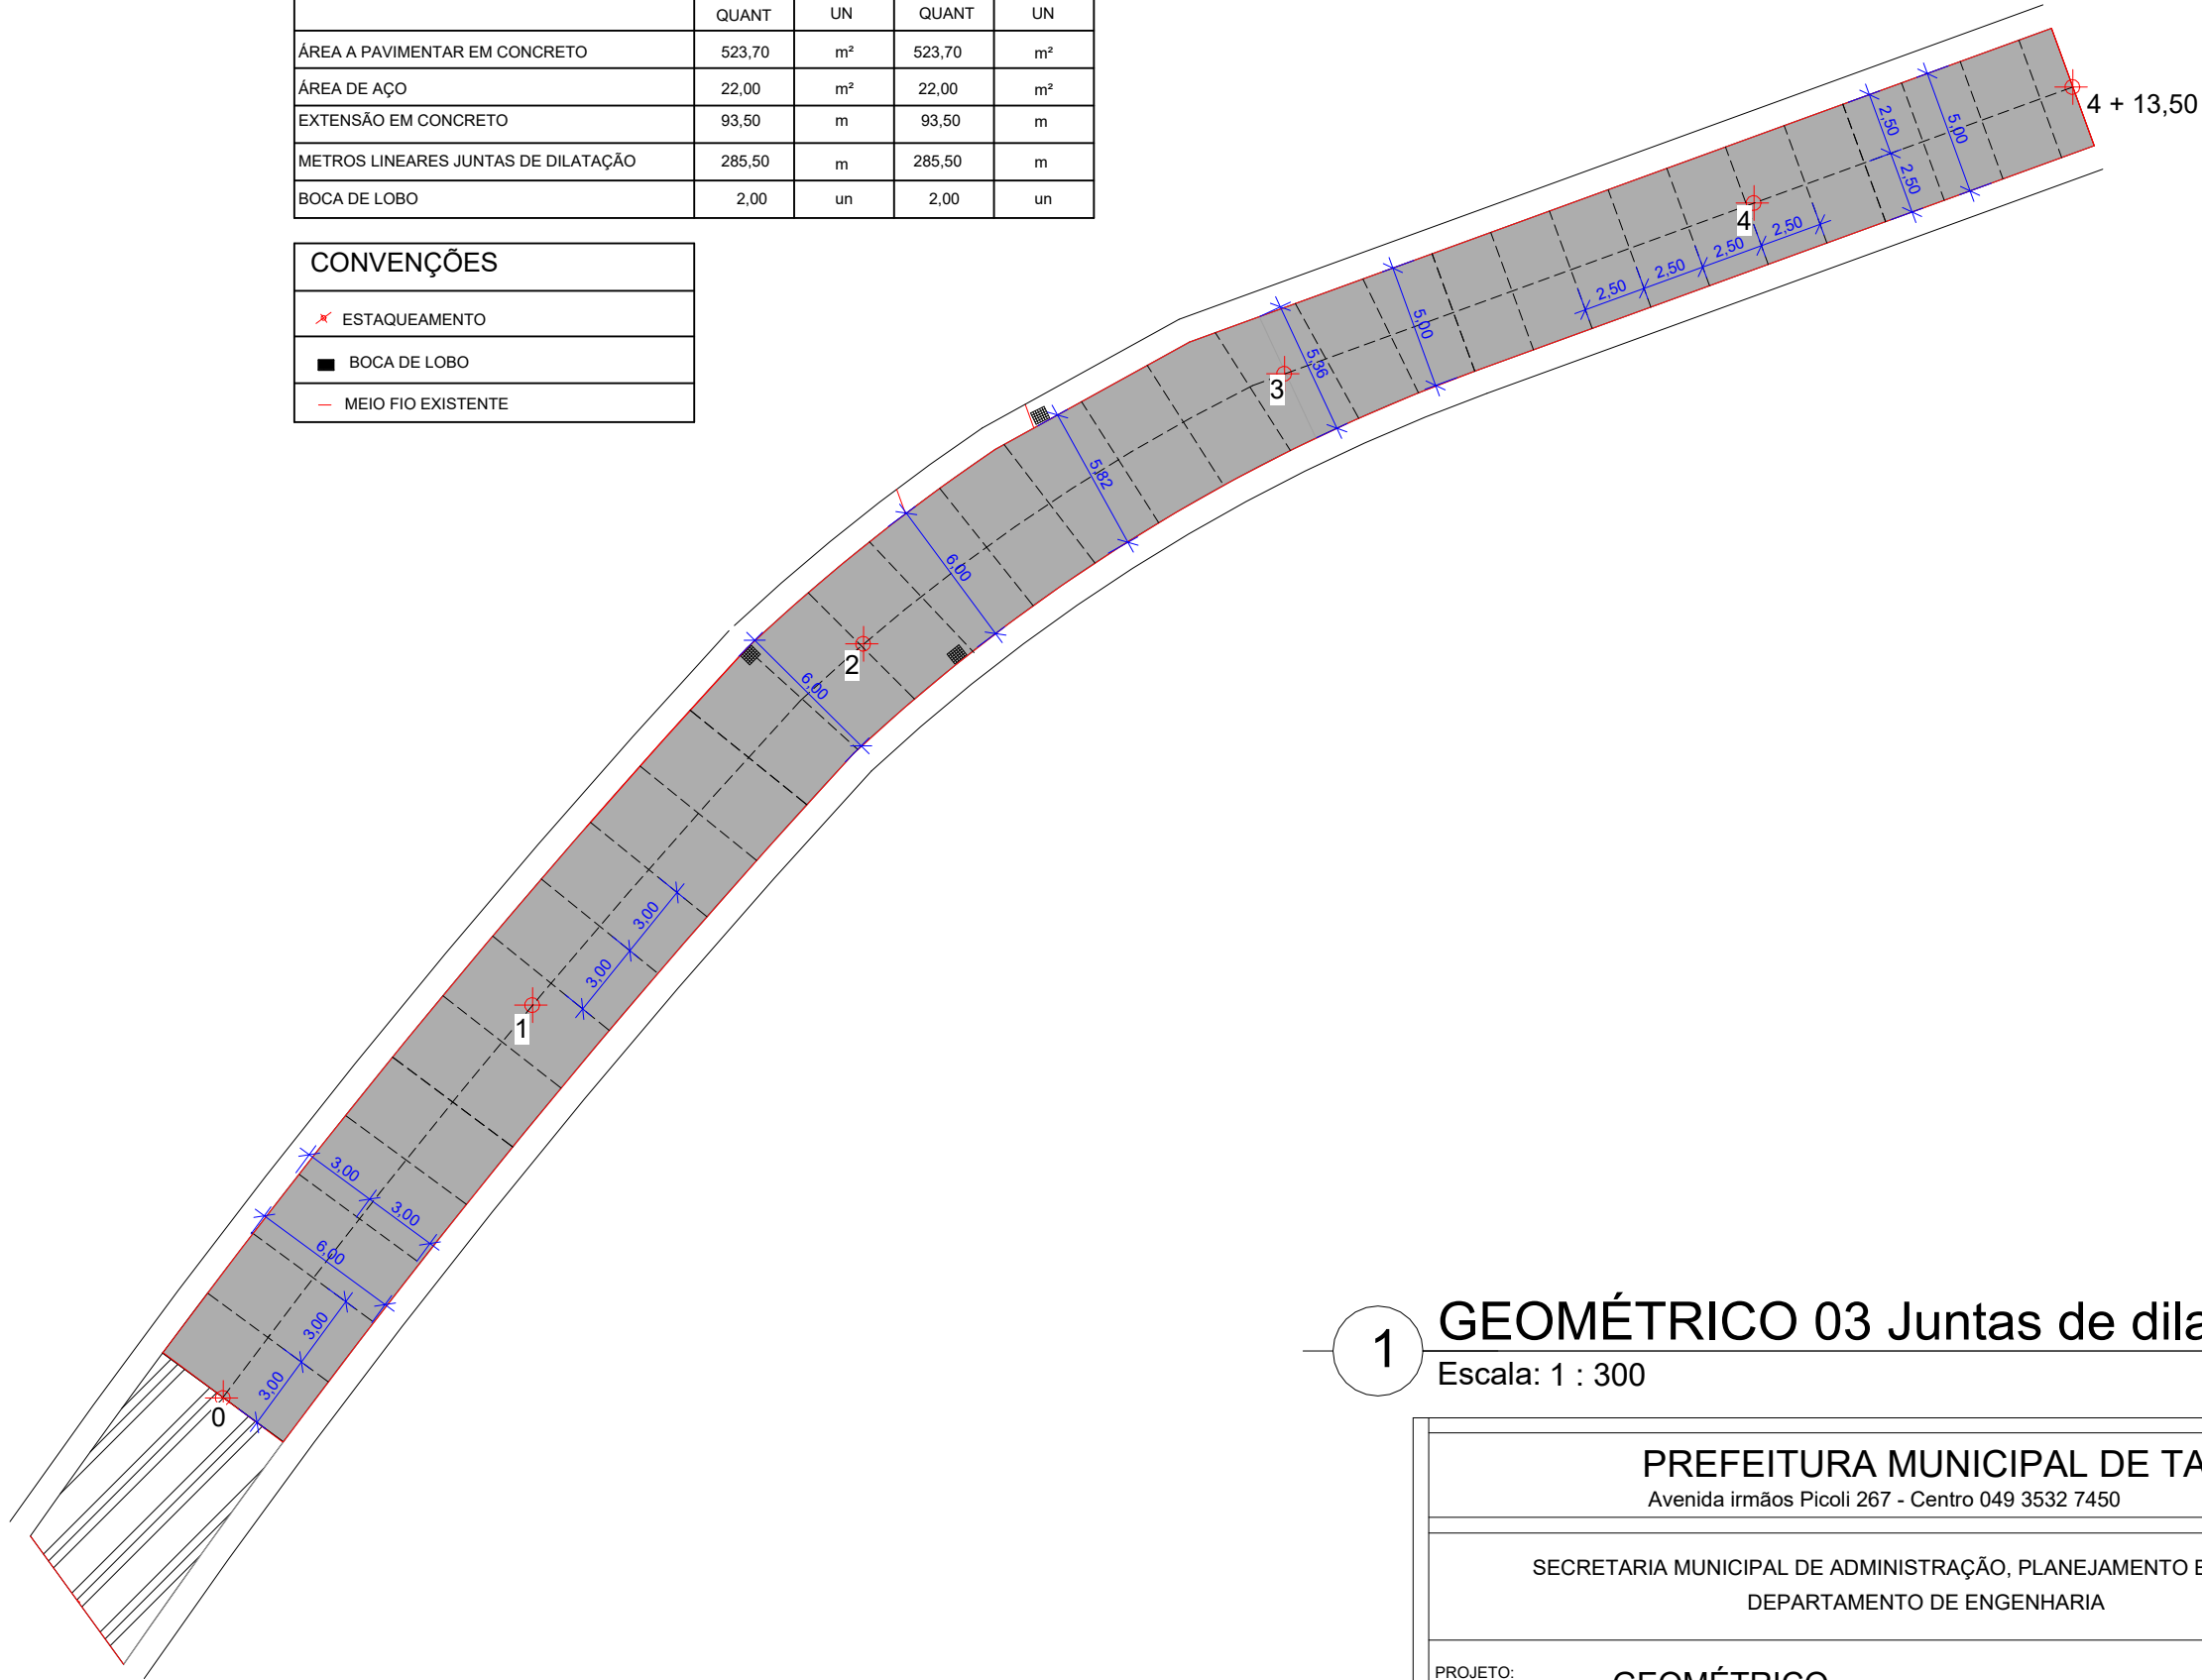 QUANT UN QUANT UN
ÁREA A PAVIMENTAR EM CONCRETO 523,70 m² 523,70 m²
ÁREA DE AÇO 22,00 m² 22,00 m²
EXTENSÃO EM CONCRETO 93,50 m 93,50 m
METROS LINEARES JUNTAS DE DILATAÇÃO 285,50 m 285,50 m
BOCA DE LOBO 2,00 un 2,00 un
CONVENÇÕES
ESTAQUEAMENTO
BOCA DE LOBO
MEIO FIO EXISTENTE
4 + 13,50
2,50
5,00
2,50
4
2,50
2,50
2,50
2,50
5,00
5,36
3
5,82
6,00
2
6,00
3,00
3,00
1
3,00
3,00
6,00
3,00
3,00
0
1
GEOMÉTRICO 03 Juntas de dila
Escala: 1 : 300
PREFEITURA MUNICIPAL DE TA
Avenida irmãos Picoli 267 - Centro 049 3532 7450
SECRETARIA MUNICIPAL DE ADMINISTRAÇÃO, PLANEJAMENTO E
DEPARTAMENTO DE ENGENHARIA
PROJETO:
GEOMÉTRICO